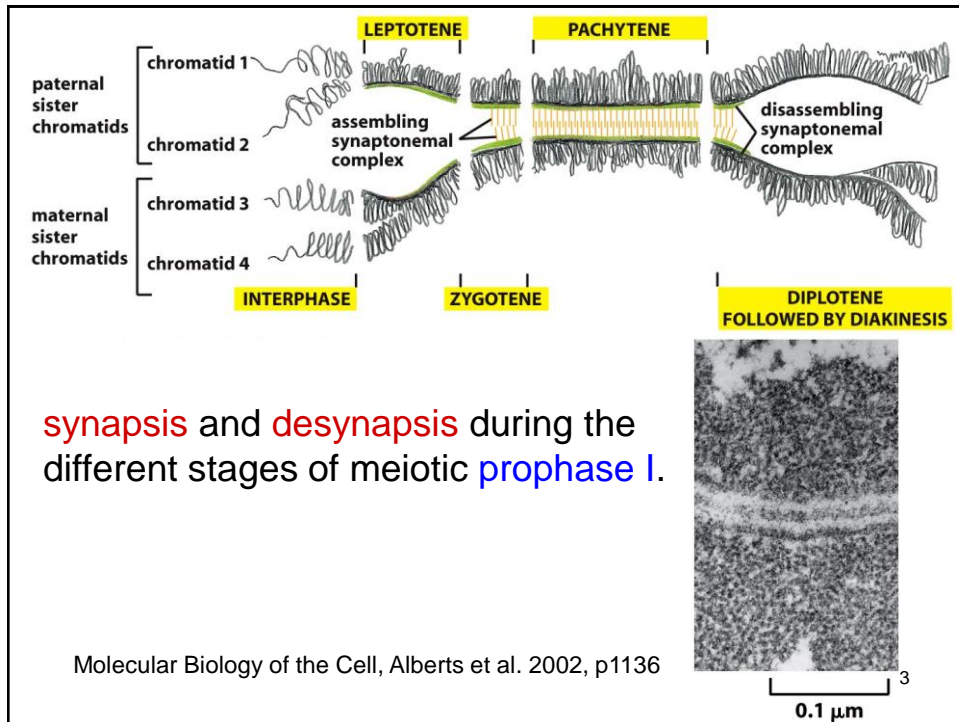 LEPTOTENE
PACHYTENE
paternal
sister
chromatids
chromatid 1
chromatid 2
assembling
synaptonemal
complex
disassembling
synaptonemal
complex
maternal
sister
chromatids
chromatid 3
chromatid 4
INTERPHASE
ZYGOTENE
DIPLOTENE
FOLLOWED BY DIAKINESIS
synapsis and desynapsis during the
different stages of meiotic prophase I.
Molecular Biology of the Cell, Alberts et al. 2002, p1136
3
0.1 µm